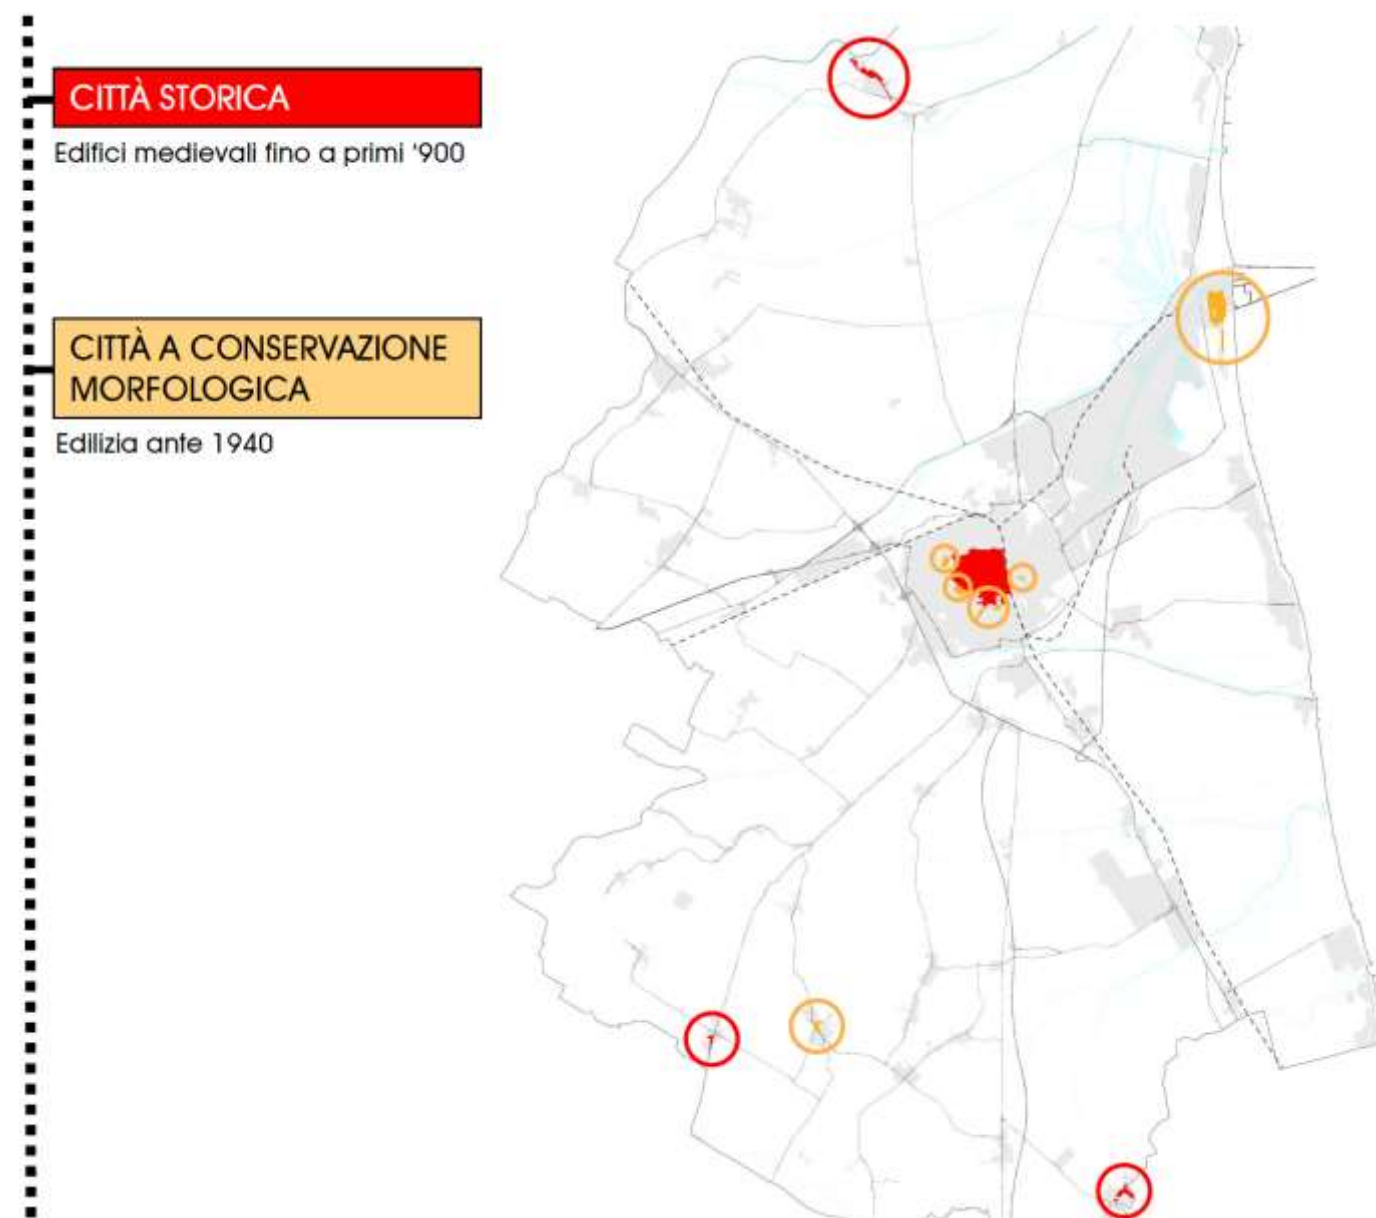 CITTÀ STORICA
Edifici medievali fino a primi '900
CITTÀ A CONSERVAZIONE
MORFOLOGICA
Edilizia ante 1940